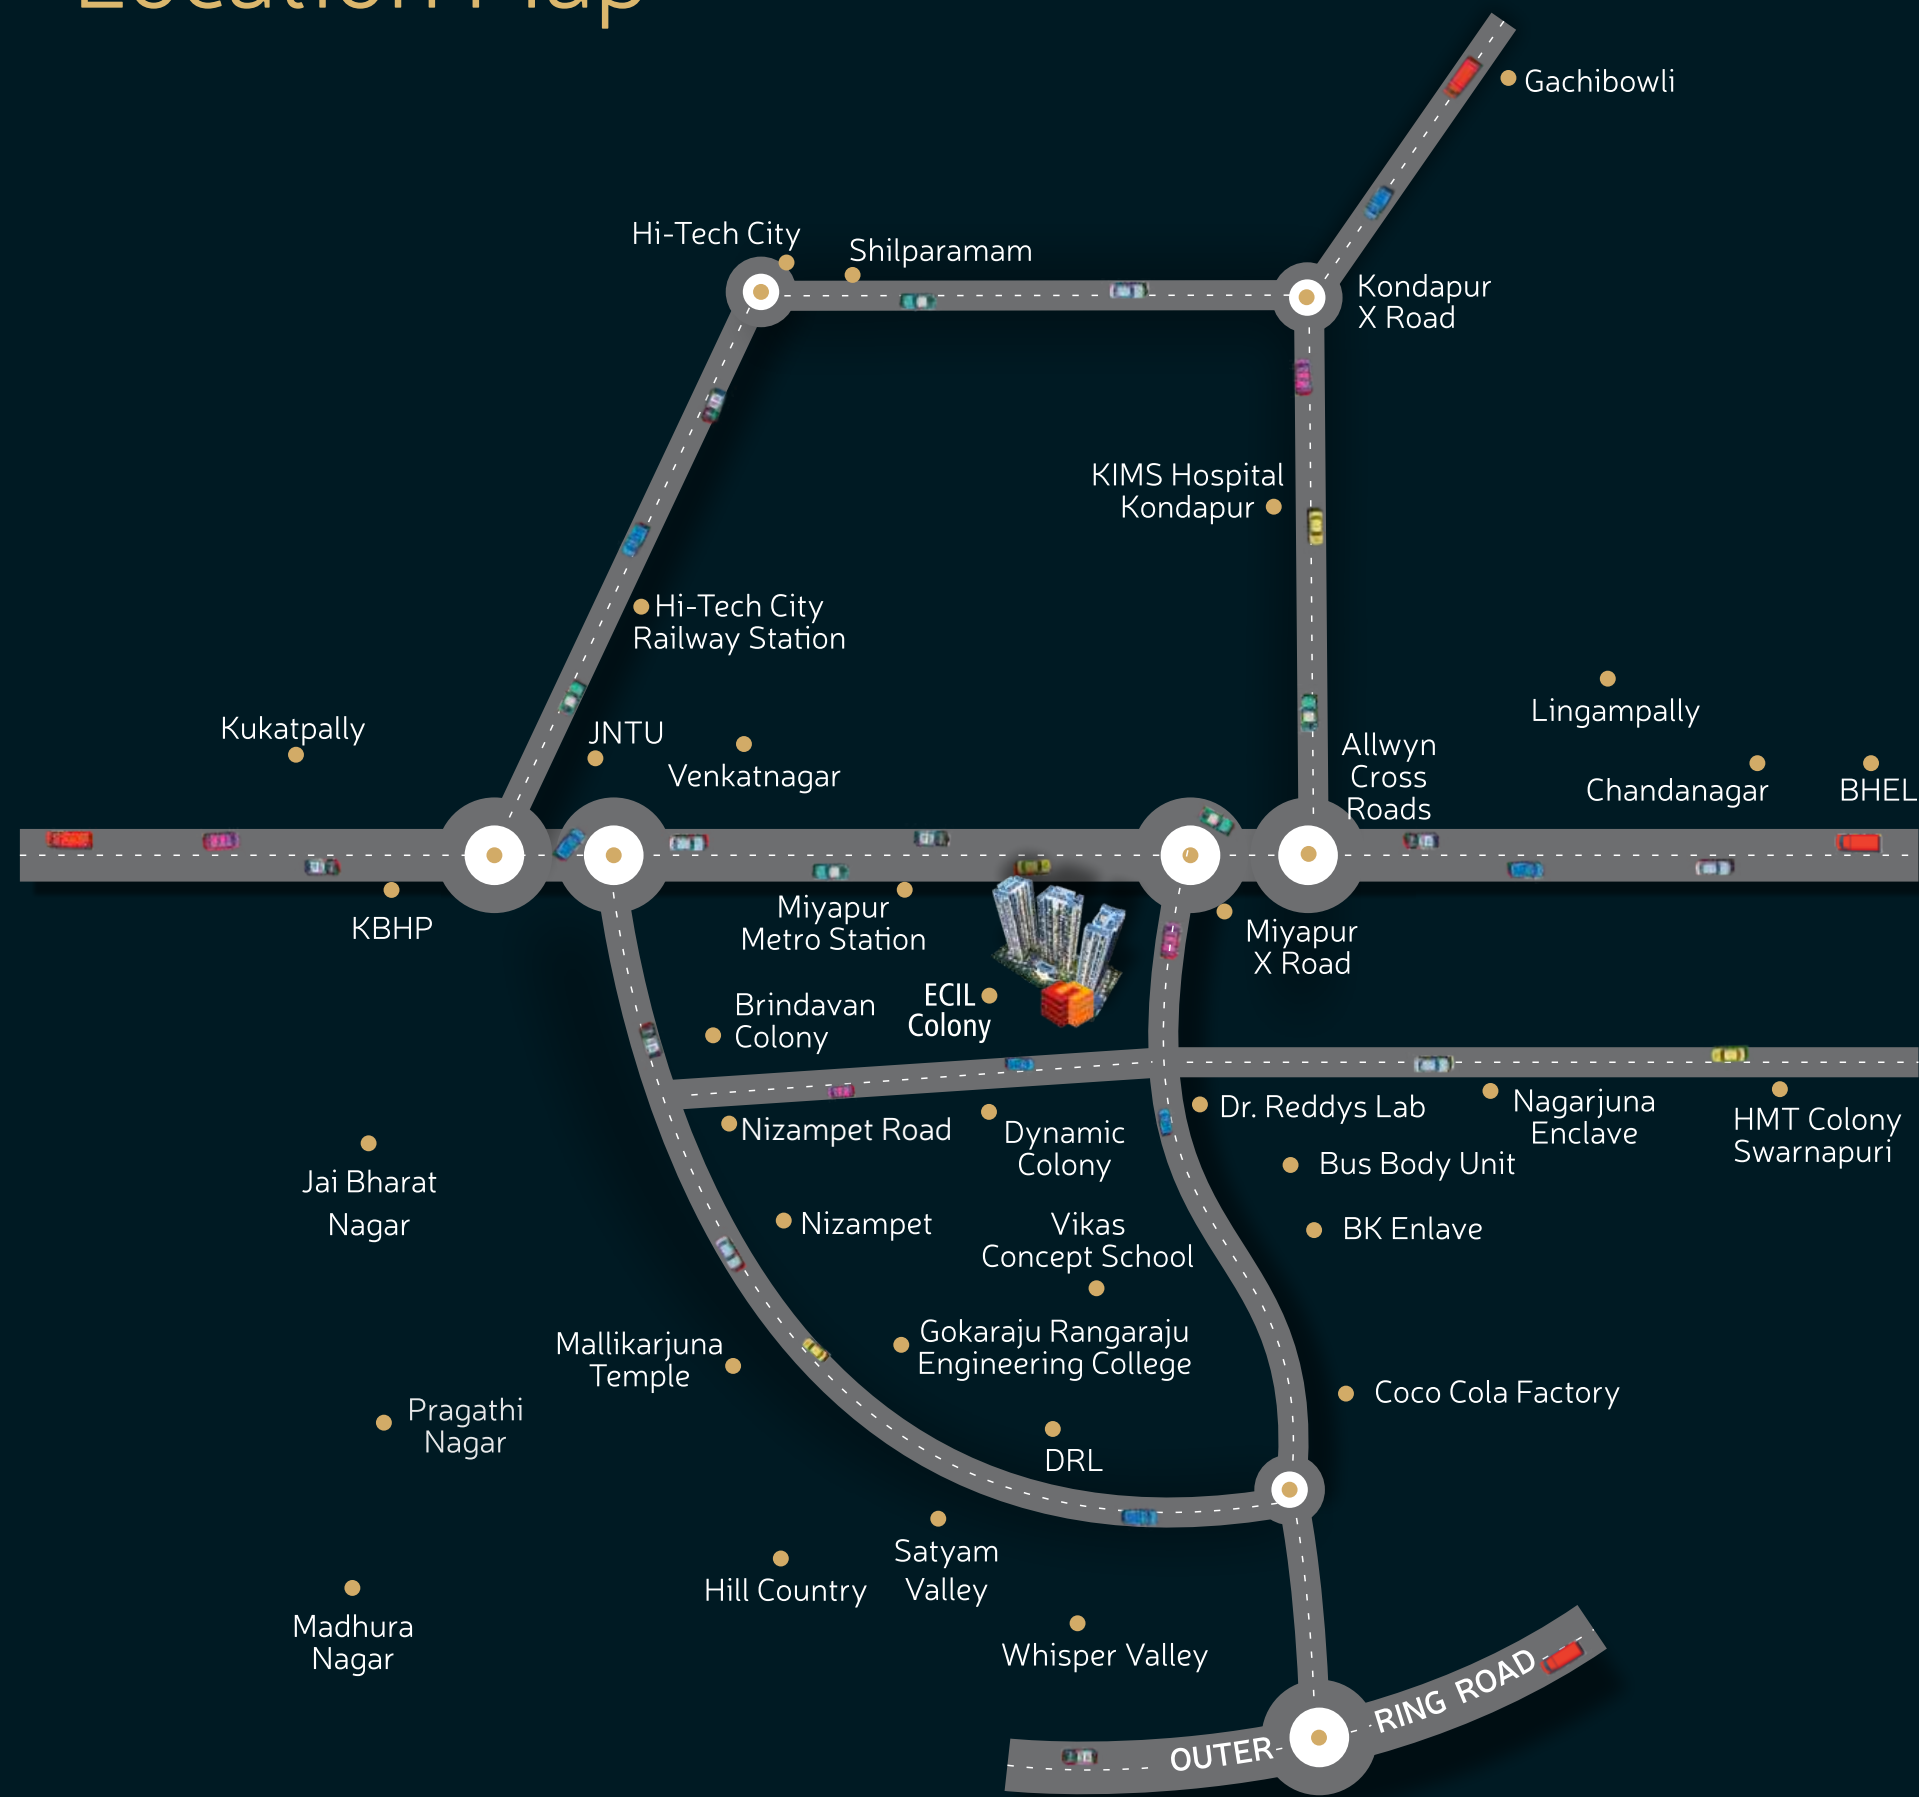 Location Map
Gachibowli
Hi-Tech City
Shilparamam
Kondapur
X Road
KIMS Hospital
Kondapur
Hi-Tech City
Railway Station
Lingampally
Kukatpally
JNTU
Venkatnagar
Allwyn
Cross
Roads
Chandanagar
BHEL
KBHP
Miyapur
Metro Station
Miyapur
X Road
Brindavan
Colony
ECIL
Colony
Nizampet Road
Dynamic
Colony
Dr. Reddys Lab
Nagarjuna
Enclave
HMT Colony
Swarnapuri
Bus Body Unit
Jai Bharat
Nagar
Nizampet
Vikas
Concept School
BK Enlave
Mallikarjuna
Temple
Gokaraju Rangaraju
Engineering College
Coco Cola Factory
Pragathi
Nagar
DRL
Satyam
Valley
Hill Country
Madhura
Nagar
Whisper Valley
OUTER
RING ROAD